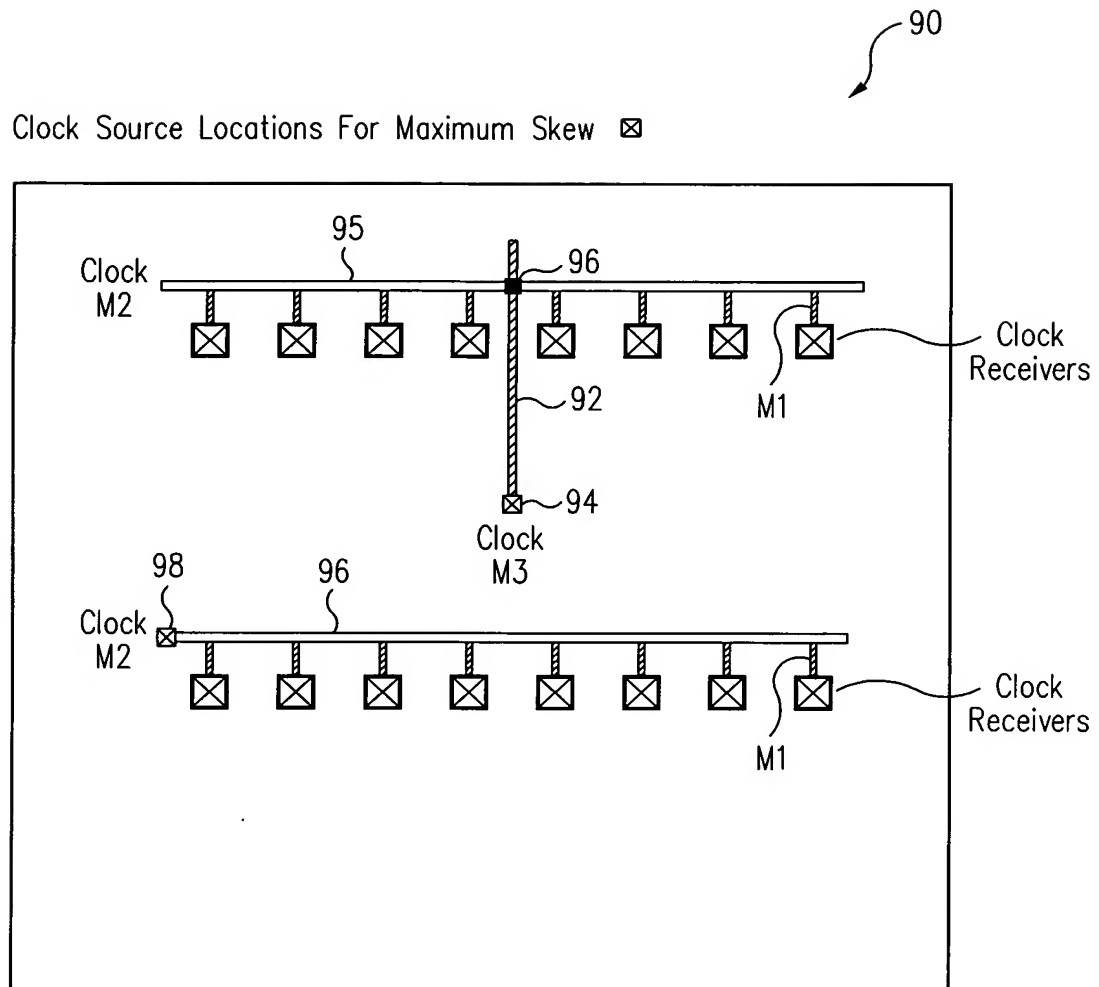 90
Clock Source Locations For Maximum Skew
95
96
Clock
M2
Clock
Receivers
M1
92
94
Clock
M3
98
96
Clock
M2
Clock
Receivers
M1